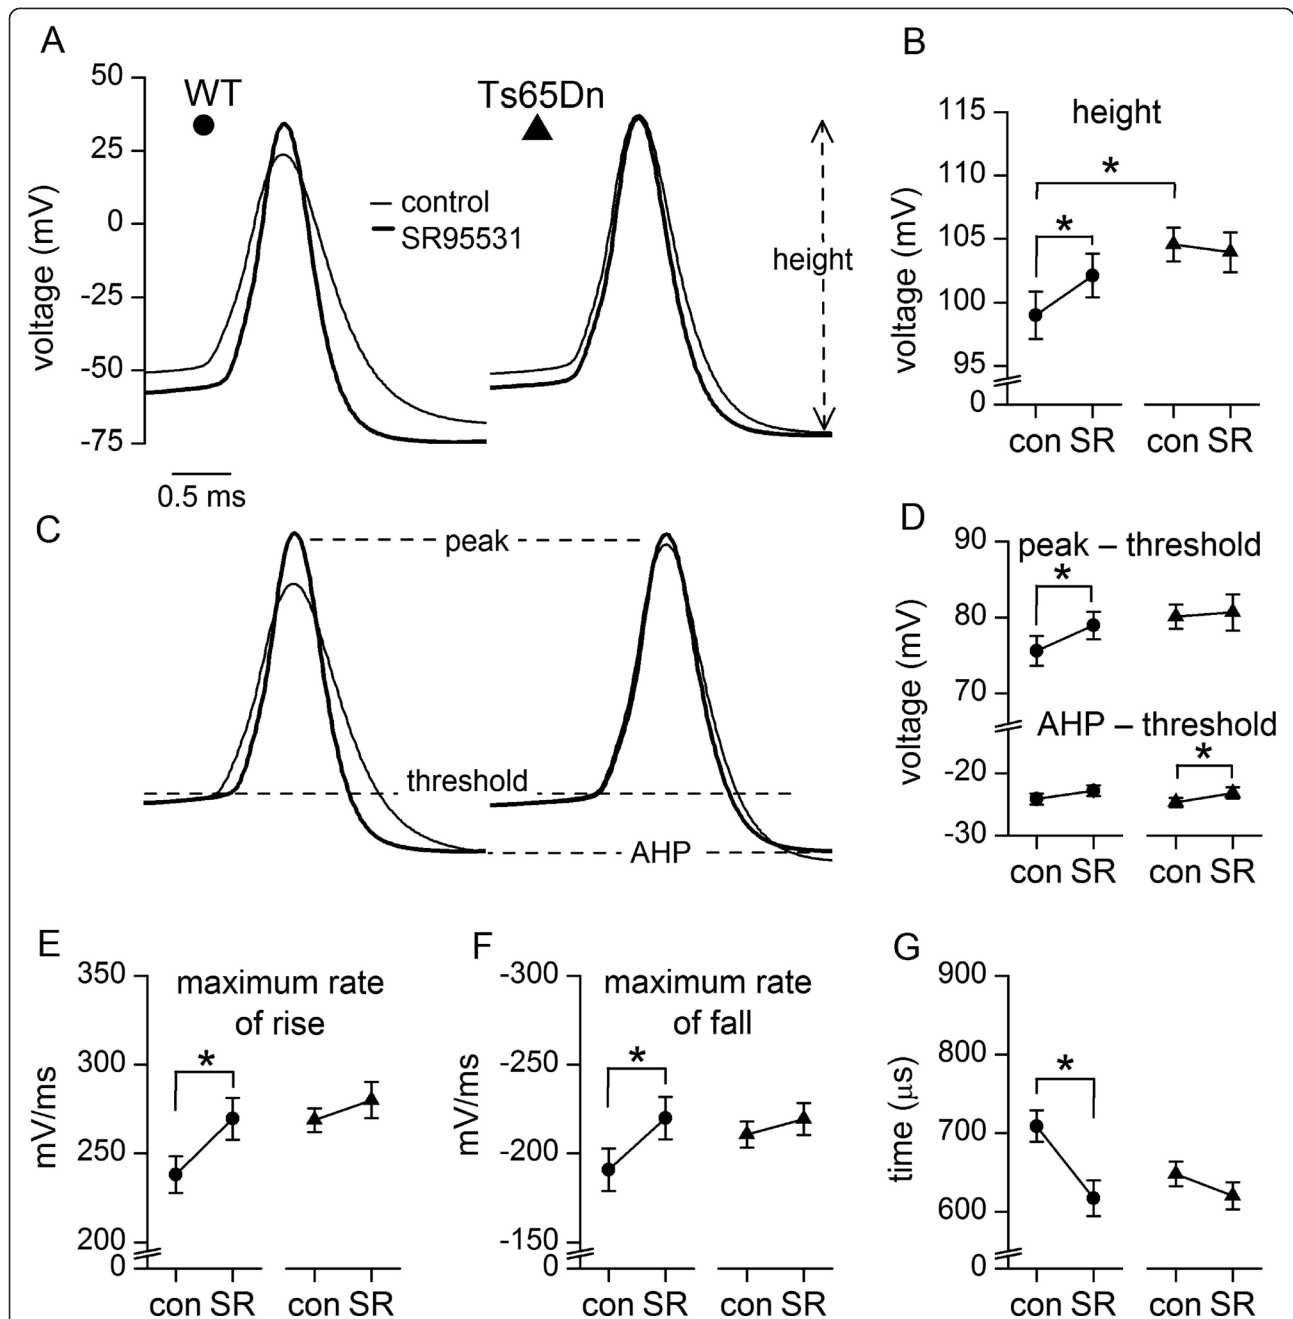 A
50
25
0
-25
-50
-75
voltage (mV)
WT
Ts65Dn
control
SR95531
height
0.5 ms
B
height
115
110
105
100
95
0
voltage (mV)
*
*
con SR
con SR
C
peak
threshold
AHP
D
90
80
70
-20
-30
voltage (mV)
peak – threshold
*
AHP – threshold
*
con SR
con SR
E
350
300
250
200
0
mV/ms
maximum rate
of rise
*
con SR
con SR
F
-300
-250
-200
-150
0
mV/ms
maximum rate
of fall
*
con SR
con SR
G
900
800
700
600
0
time (µs)
*
con SR
con SR